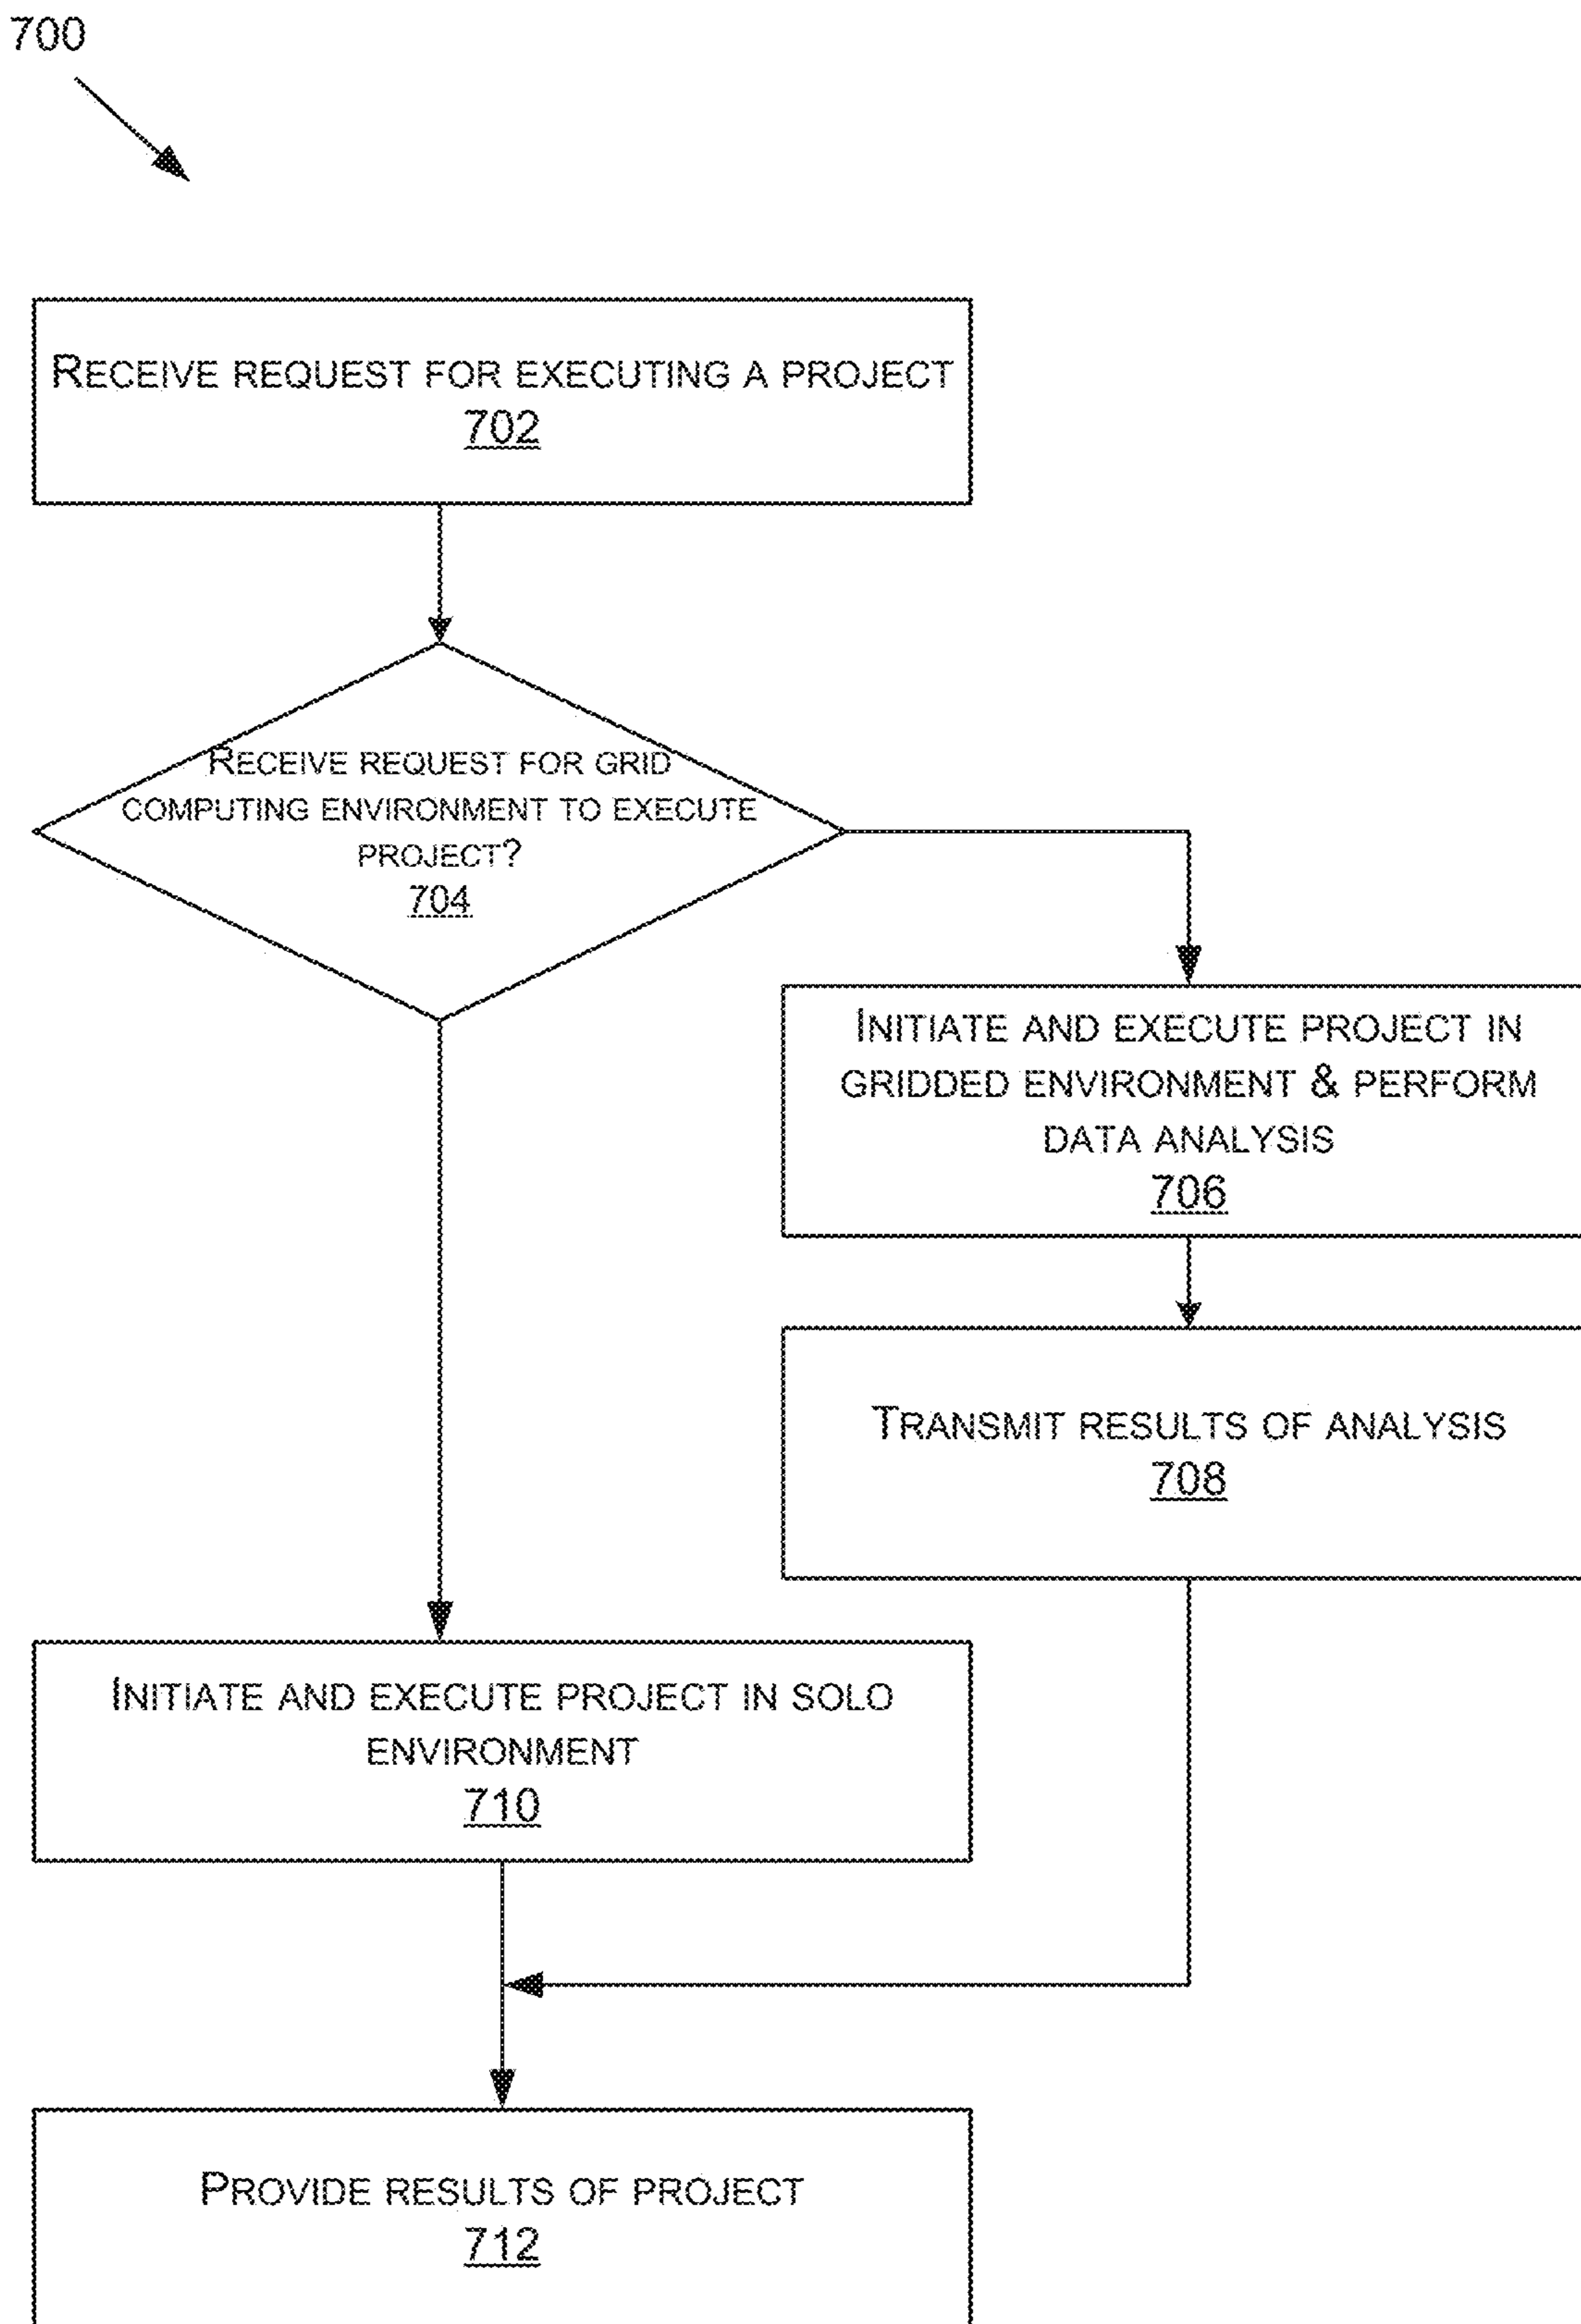 700
RECEIVE REQUEST FOR EXECUTING A PROJECT
702
RECEIVE REQUEST FOR GRID
COMPUTING ENVIRONMENT TO EXECUTE
PROJECT?
704
INITIATE AND EXECUTE PROJECT IN
GRIDDED ENVIRONMENT & PERFORM
DATA ANALYSIS
706
TRANSMIT RESULTS OF ANALYSIS
708
INITIATE AND EXECUTE PROJECT IN SOLO
ENVIRONMENT
710
PROVIDE RESULTS OF PROJECT
712